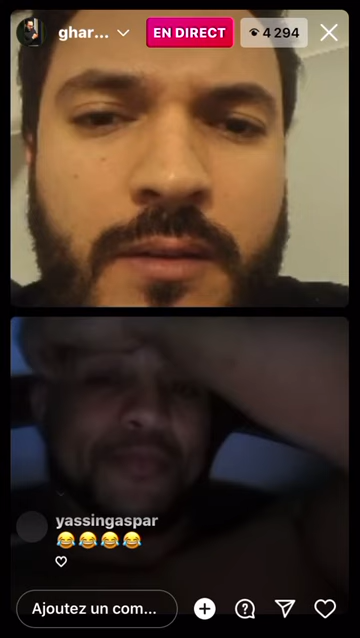 ghar...
EN DIRECT
4 294
yassingaspar
😂😂😂😂
Ajoutez un com...